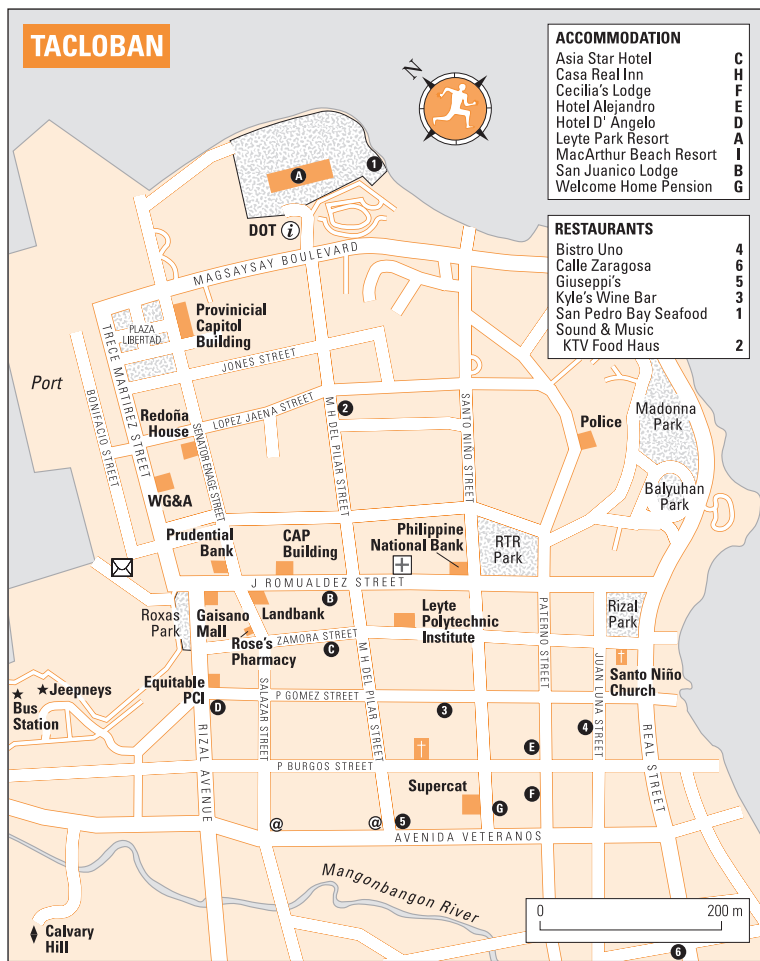 TACLOBAN
N
ACCOMMODATION
Asia Star Hotel C
Casa Real Inn H
Cecilia's Lodge F
Hotel Alejandro E
Hotel D' Angelo D
Leyte Park Resort A
MacArthur Beach Resort I
San Juanico Lodge B
Welcome Home Pension G
RESTAURANTS
Bistro Uno 4
Calle Zaragosa 6
Giuseppi's 5
Kyle's Wine Bar 3
San Pedro Bay Seafood 1
Sound & Music
KTV Food Haus 2
A
1
DOT i
MAGSAYSAY BOULEVARD
Provinicial
Capitol
Building
PLAZA
LIBERTAD
TRECE MARTIREZ STREET
JONES STREET
Port
BONIFACIO STREET
Redoña
House
LOPEZ JAENA STREET
SENATOR ENAGE STREET
M H DEL PILAR STREET
2
SANTO NINO STREET
Police
Madonna
Park
Balyuhan
Park
WG&A
Prudential
Bank
CAP
Building
Philippine
National Bank
RTR
Park
J ROMUALDEZ STREET
Roxas
Park
Gaisano
Mall
Landbank
B
Leyte
Polytechnic
Institute
PATERNO STREET
Rizal
Park
Rose's
Pharmacy
ZAMORA STREET
C
M H DEL PILAR STREET
JUAN LUNA STREET
Santo Niño
Church
Jeepneys
Bus
Station
Equitable
PCI
P GOMEZ STREET
D
SALAZAR STREET
3
4
RIZAL AVENUE
E
REAL STREET
P BURGOS STREET
Supercat
F
G
@
@
5
AVENIDA VETERANOS
Mangonbangon River
0 200 m
Calvary
Hill
6